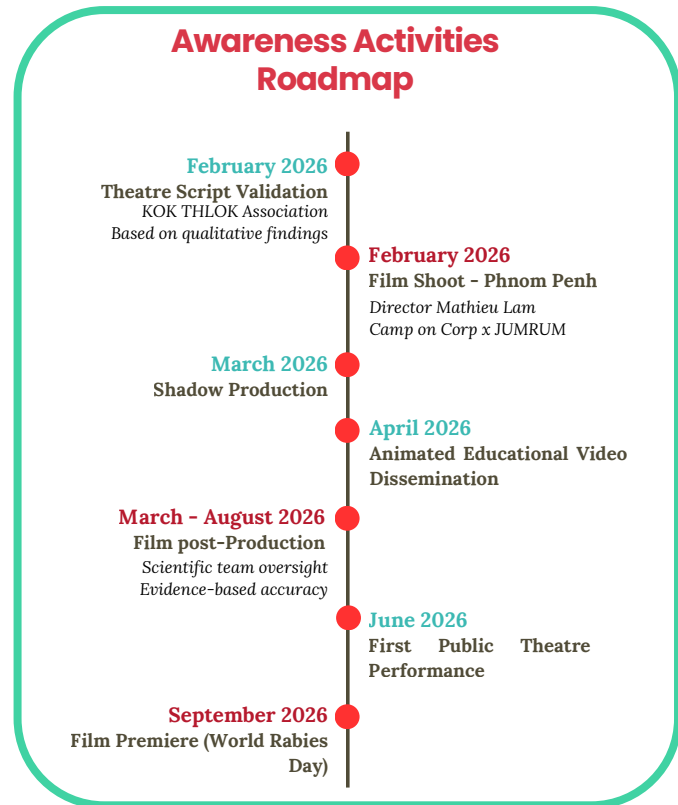 Awareness Activities
Roadmap
February 2026
Theatre Script Validation
KOK THLOK Association
Based on qualitative findings
February 2026
Film Shoot - Phnom Penh
Director Mathieu Lam
Camp on Corp x JUMRUM
March 2026
Shadow Production
April 2026
Animated Educational Video
Dissemination
March - August 2026
Film post-Production
Scientific team oversight
Evidence-based accuracy
June 2026
First Public Theatre
Performance
September 2026
Film Premiere (World Rabies
Day)